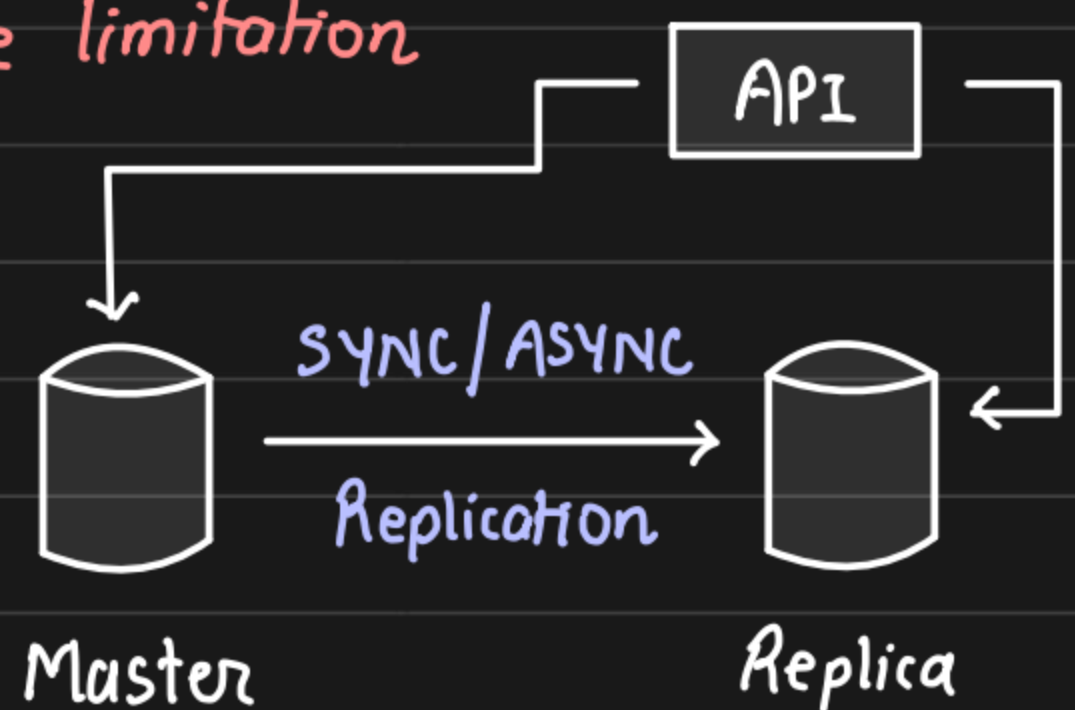 limitation
API
SYNC/ASYNC
Replication
Master
Replica